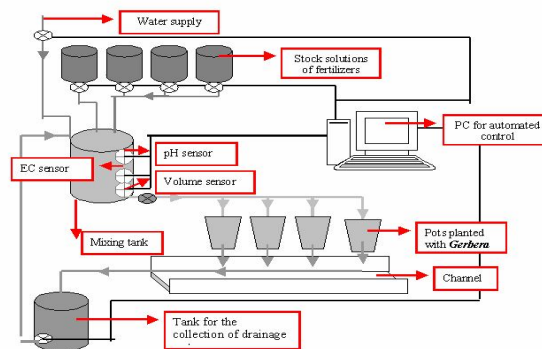 Water supply
Stock solutions
of fertilizers
PC for automated
control
pH sensor
EC sensor
Volume sensor
Mixing tank
Pots planted
with Gerbera
Channel
Tank for the
collection of drainage